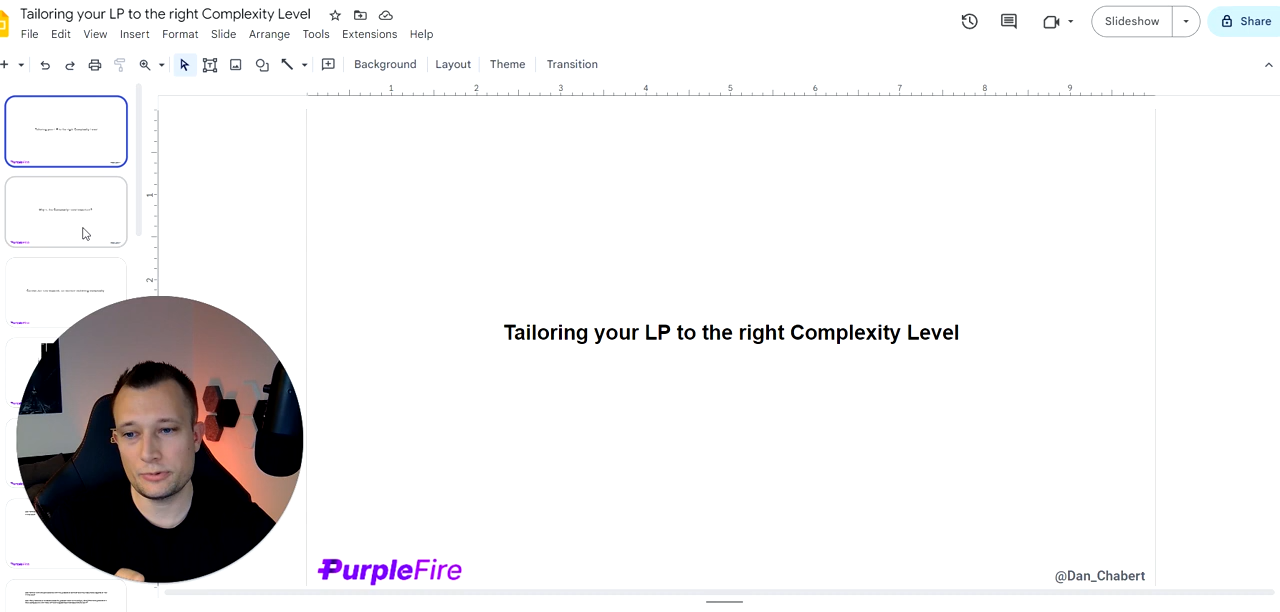 Tailoring your LP to the right Complexity Level
File Edit View Insert Format Slide Arrange Tools Extensions Help
Slideshow
Share
Background Layout Theme Transition
1 2 3 4 5 6 7 8 9
1
2
Tailoring your LP to the right Complexity Level
PurpleFire
@Dan_Chabert